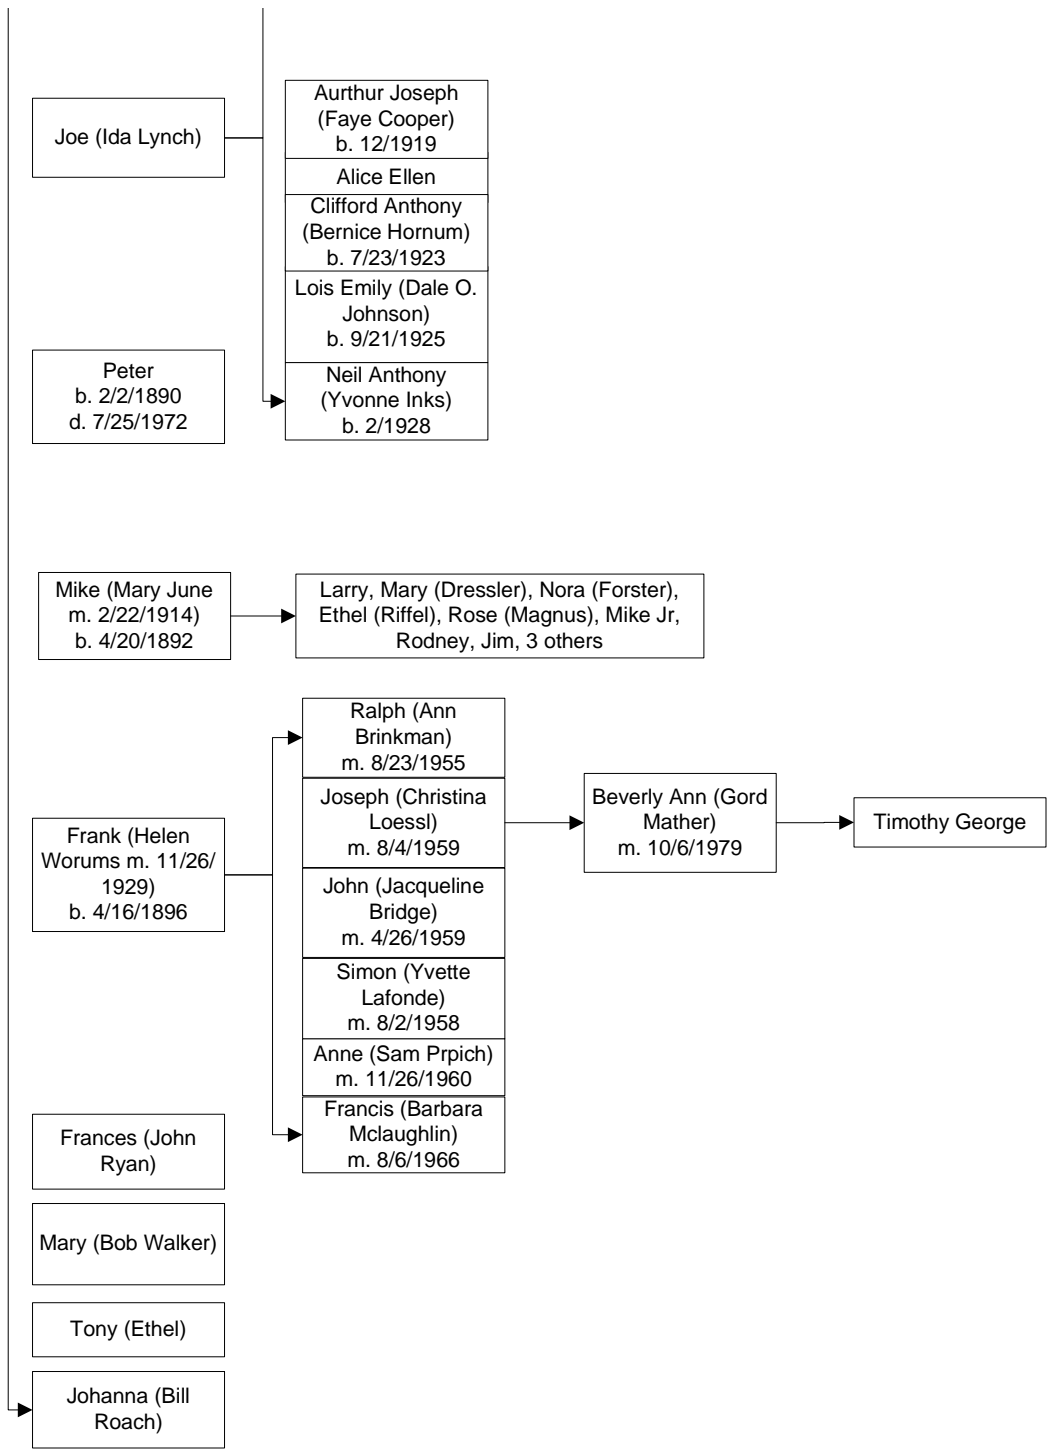 Joe (Ida Lynch)
Aurthur Joseph
(Faye Cooper)
b. 12/1919
Alice Ellen
Clifford Anthony
(Bernice Hornum)
b. 7/23/1923
Lois Emily (Dale O.
Johnson)
b. 9/21/1925
Neil Anthony
(Yvonne Inks)
b. 2/1928
Peter
b. 2/2/1890
d. 7/25/1972
Mike (Mary June
m. 2/22/1914)
b. 4/20/1892
Larry, Mary (Dressler), Nora (Forster),
Ethel (Riffel), Rose (Magnus), Mike Jr,
Rodney, Jim, 3 others
Frank (Helen
Worums m. 11/26/
1929)
b. 4/16/1896
Ralph (Ann
Brinkman)
m. 8/23/1955
Joseph (Christina
Loessl)
m. 8/4/1959
John (Jacqueline
Bridge)
m. 4/26/1959
Simon (Yvette
Lafonde)
m. 8/2/1958
Anne (Sam Prpich)
m. 11/26/1960
Francis (Barbara
Mclaughlin)
m. 8/6/1966
Beverly Ann (Gord
Mather)
m. 10/6/1979
Timothy George
Frances (John
Ryan)
Mary (Bob Walker)
Tony (Ethel)
Johanna (Bill
Roach)